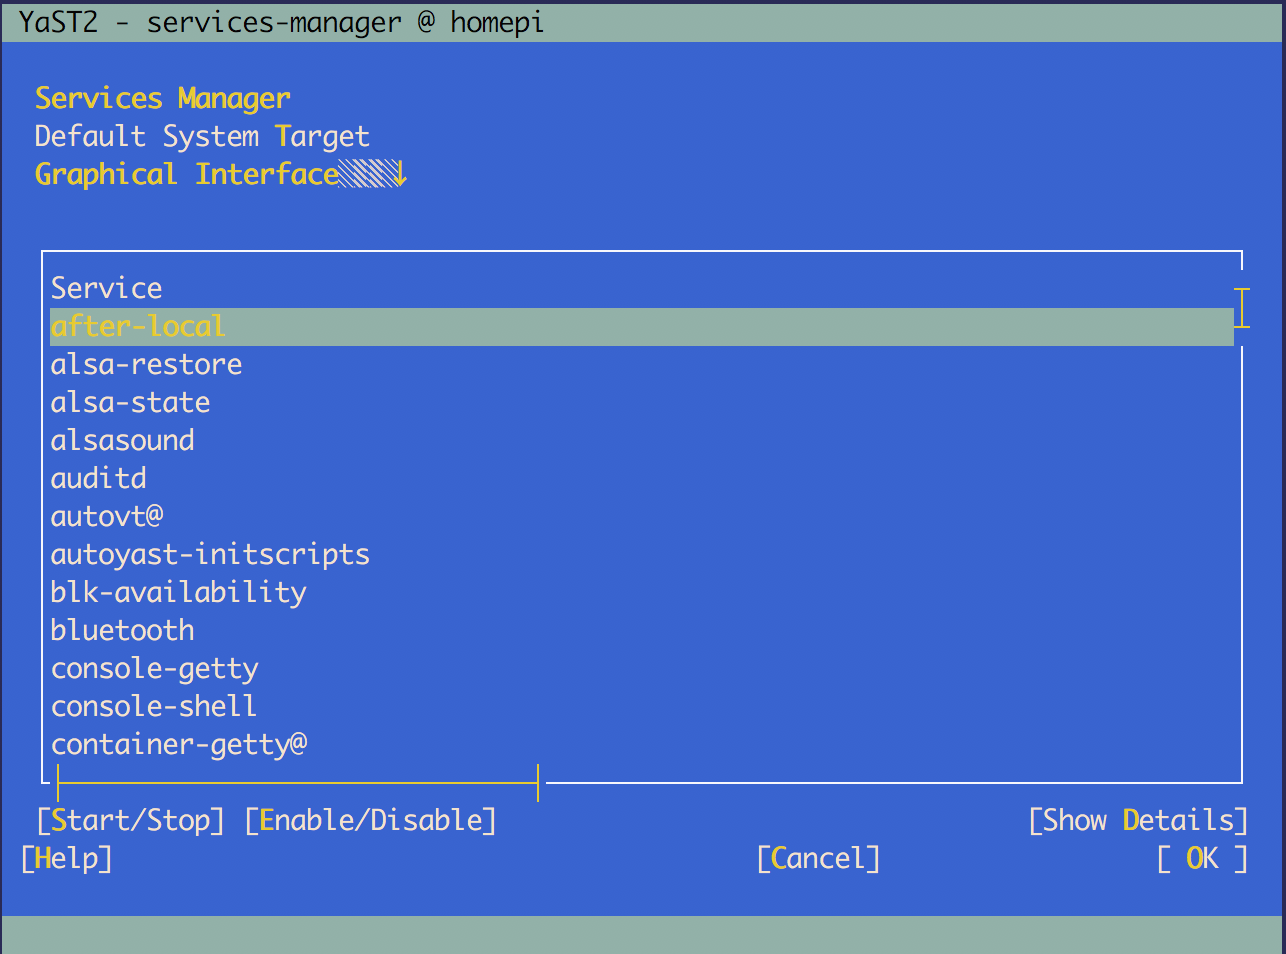 YaST2 - services-manager @ homepi
Services Manager
Default System Target
Graphical Interface↓
Service
after-local
alsa-restore
alsa-state
alsasound
auditd
autovt@
autoyast-initscripts
blk-availability
bluetooth
console-getty
console-shell
container-getty@
[Start/Stop] [Enable/Disable] [Show Details]
[Help] [Cancel] [ OK ]